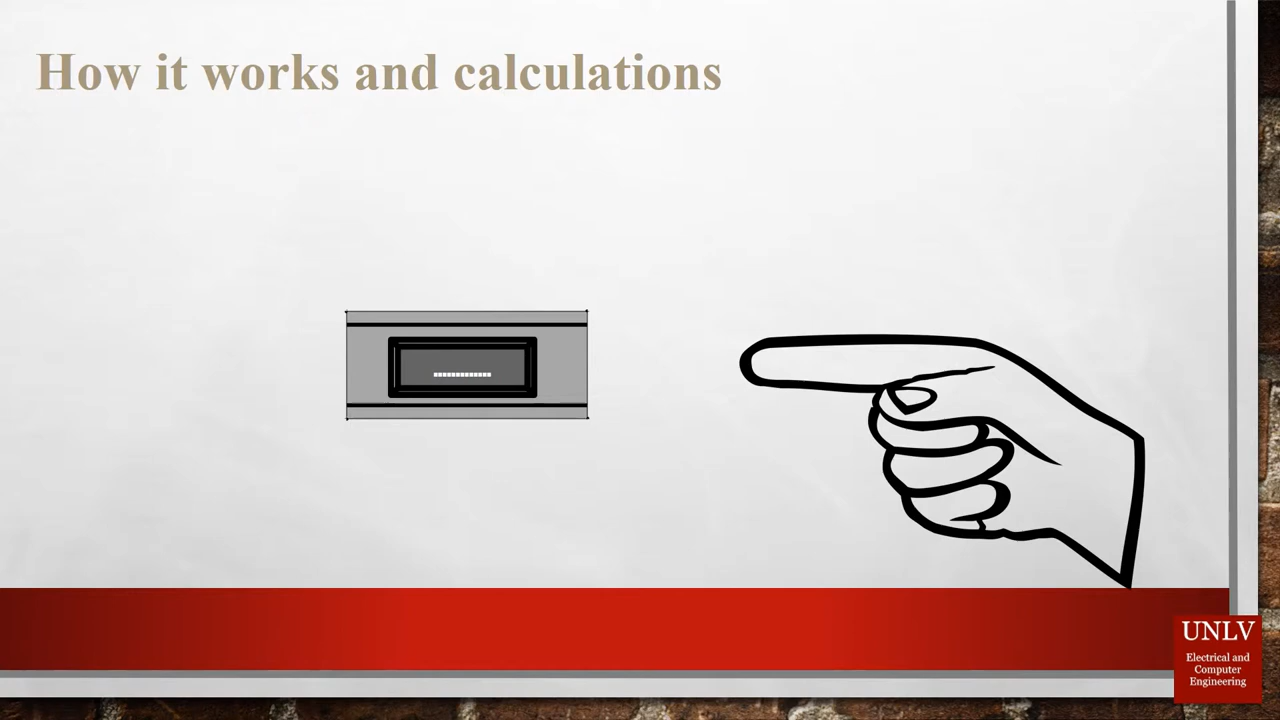 How it works and calculations
UNLV
Electrical and
Computer
Engineering